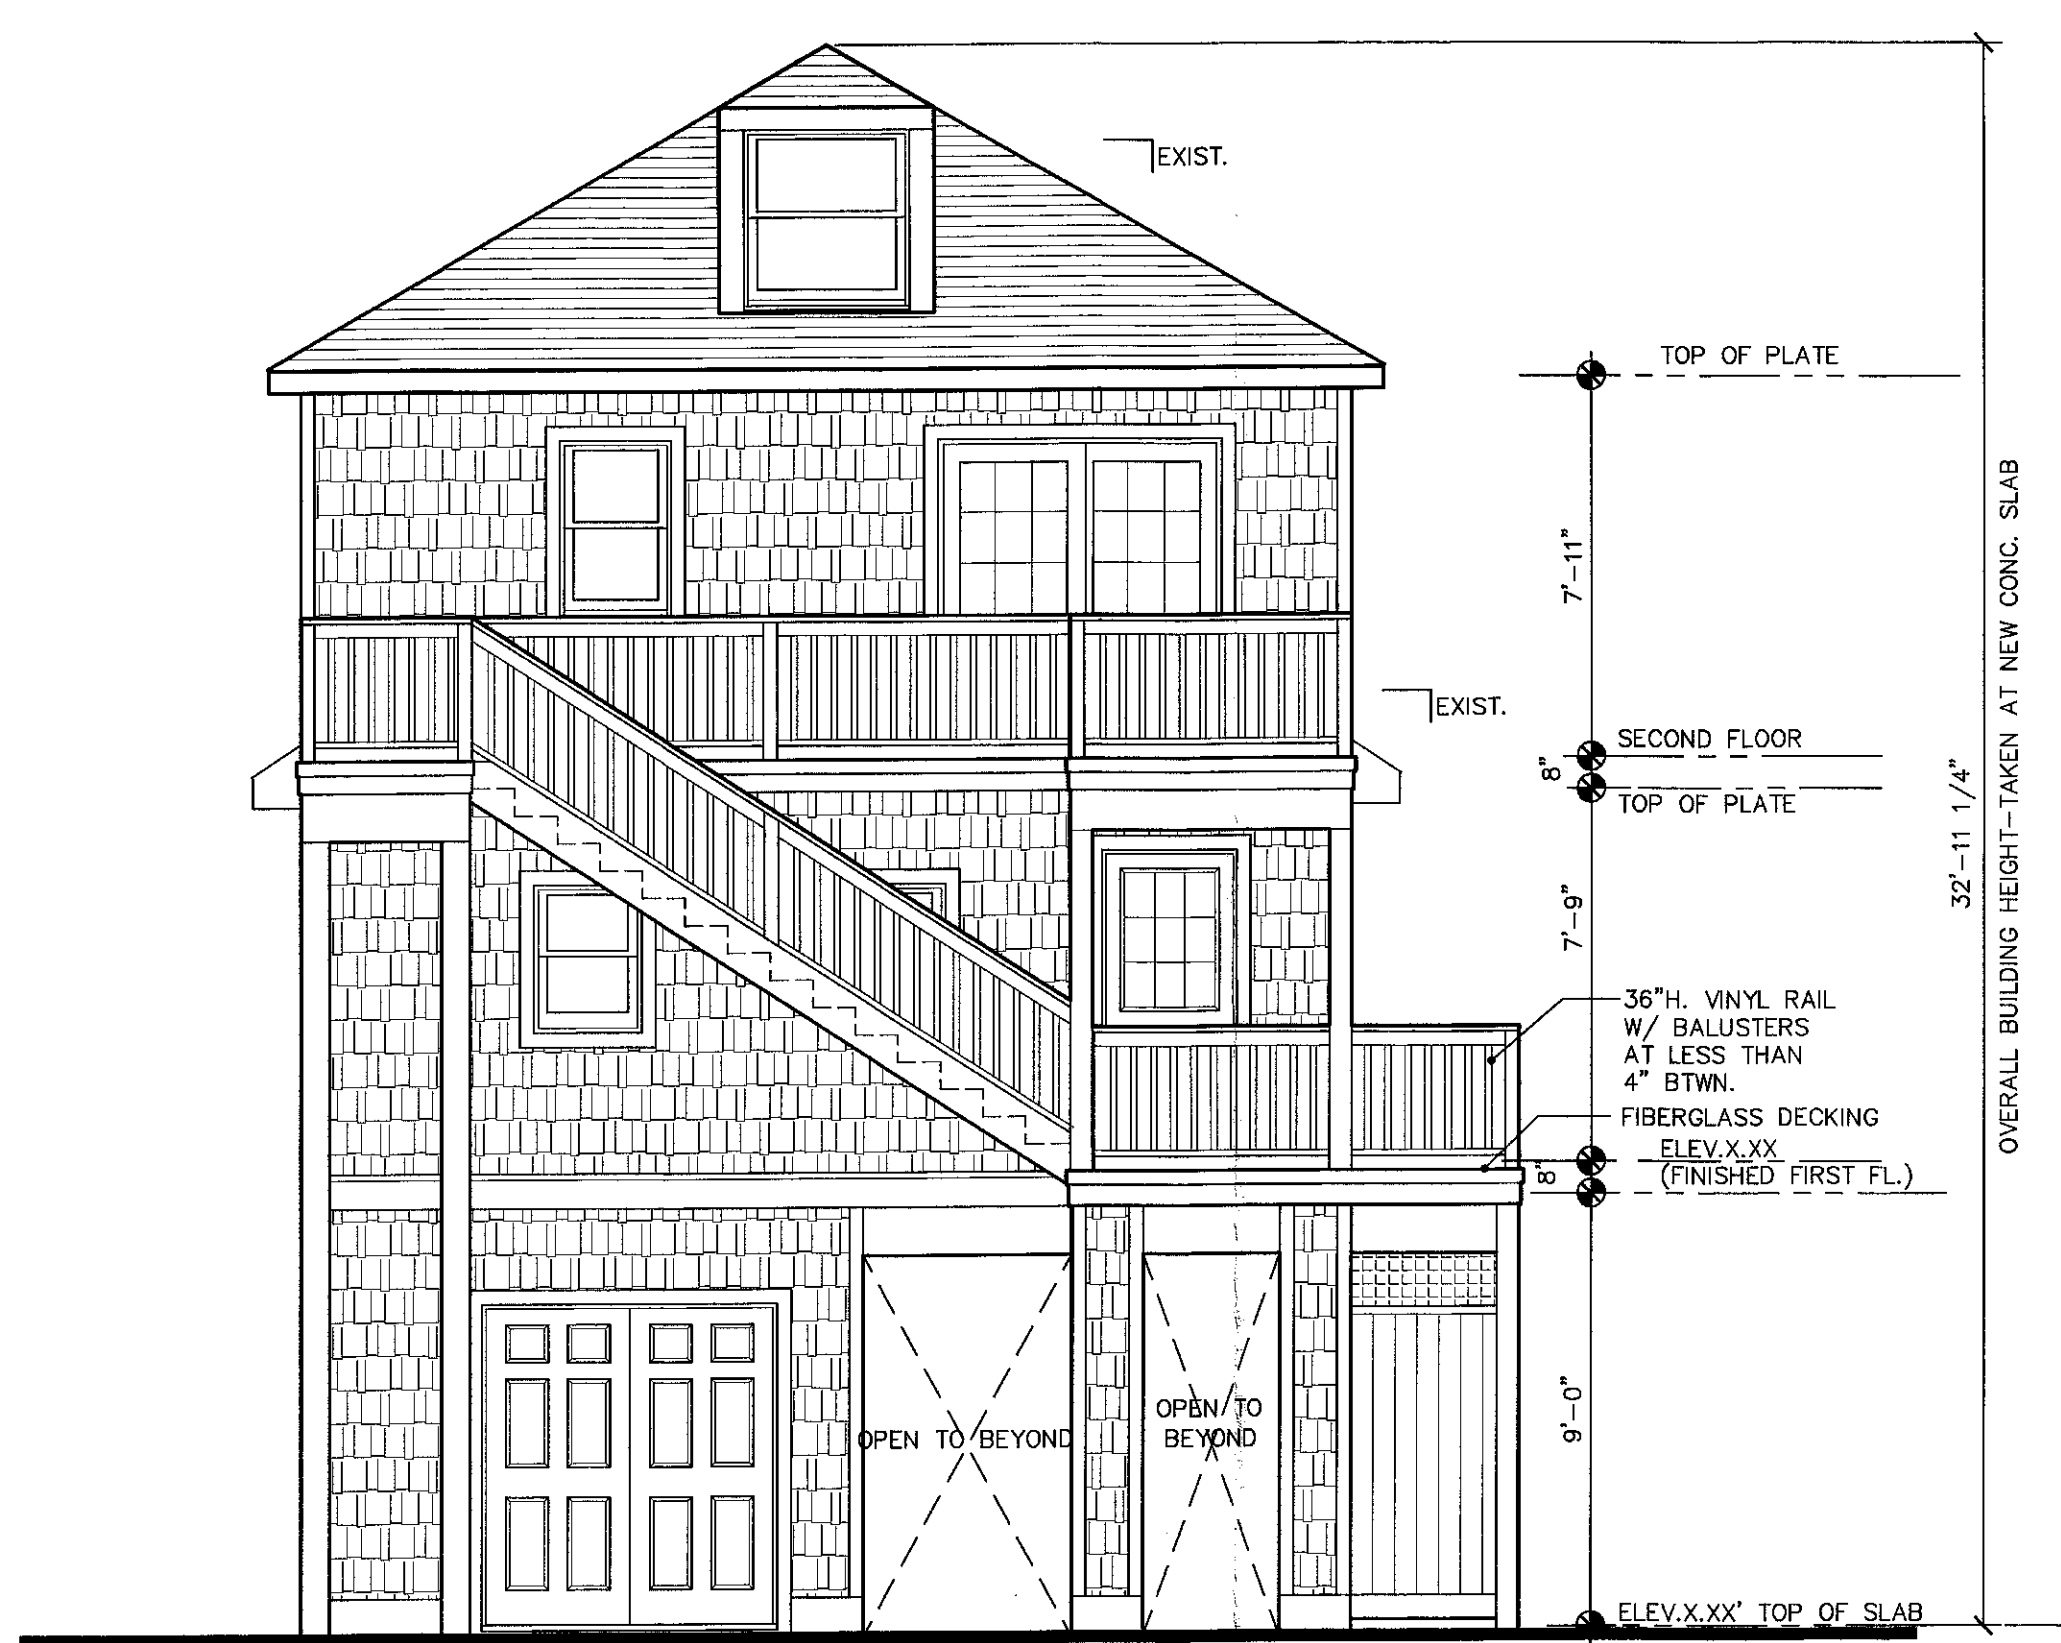 EXIST.
TOP OF PLATE
7'-11"
EXIST.
SECOND FLOOR
8"
TOP OF PLATE
7'-9"
32'-11 1/4"
OVERALL BUILDING HEIGHT-TAKEN AT NEW CONC. SLAB
36"H. VINYL RAIL
W/ BALUSTERS
AT LESS THAN
4" BTWN.
FIBERGLASS DECKING
ELEV.X.XX
(FINISHED FIRST FL.)
8"
9'-0"
OPEN TO BEYOND
OPEN TO
BEYOND
ELEV.X.XX' TOP OF SLAB